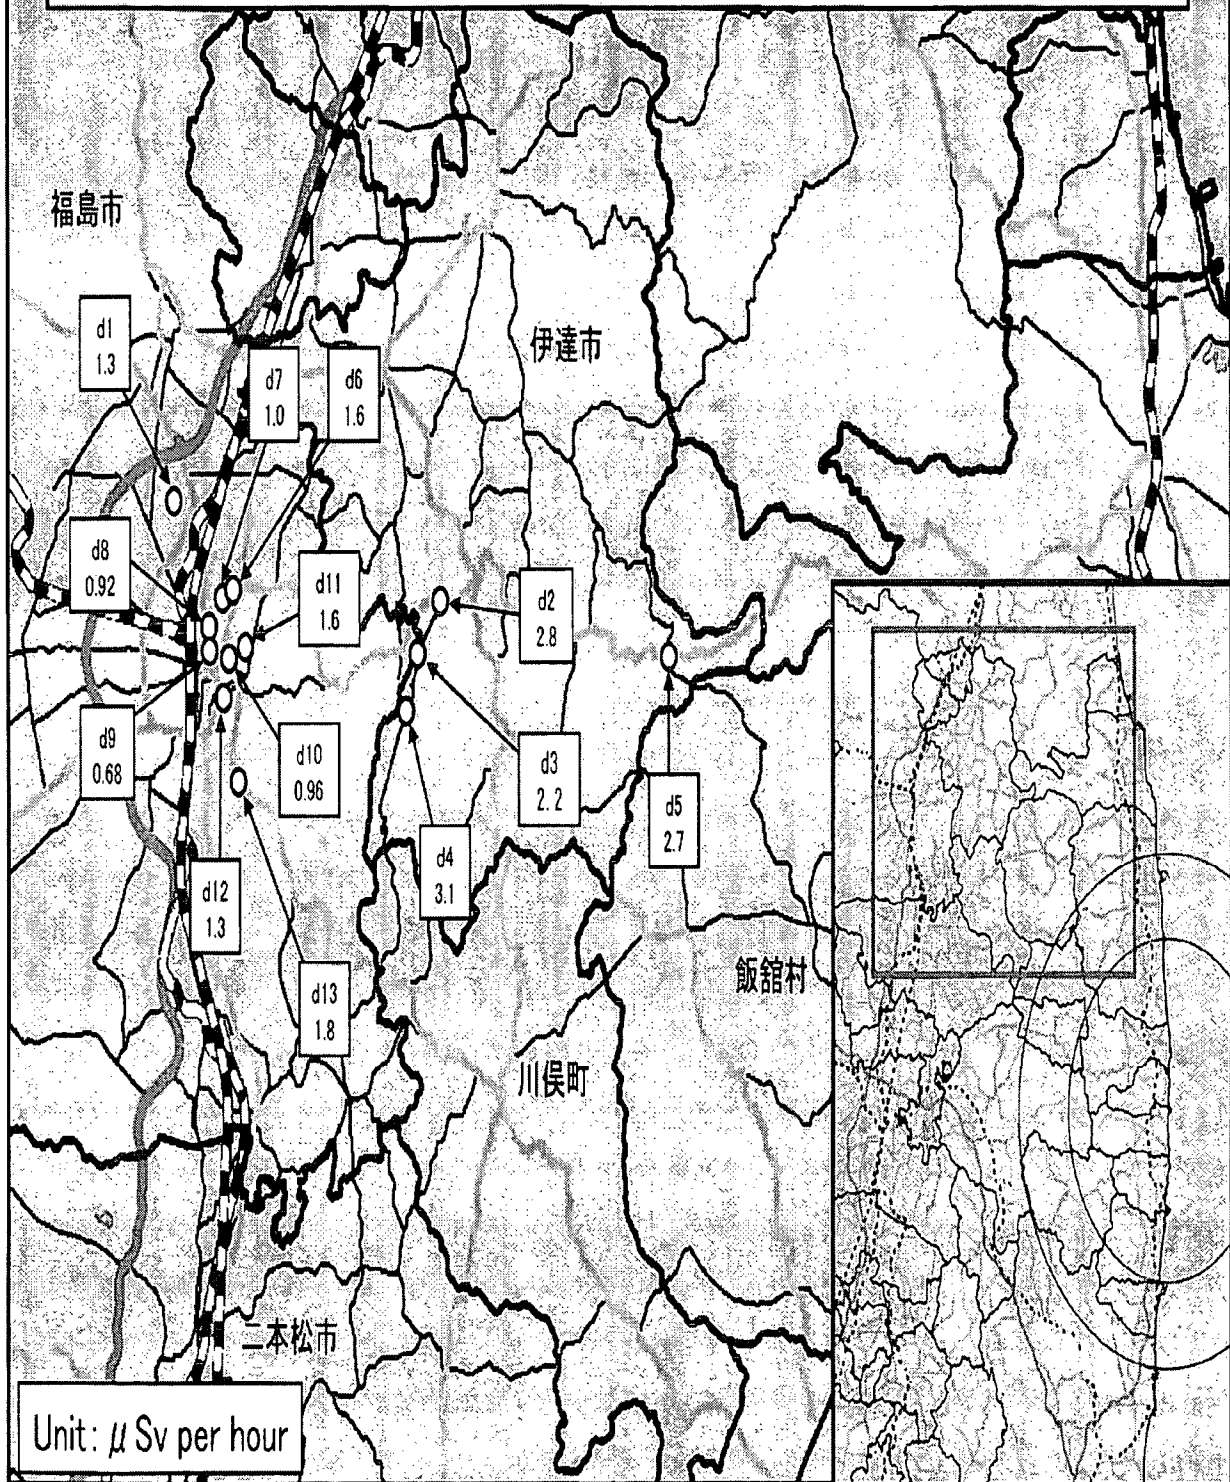 福島市
d1
1.3
伊達市
d7
1.0
d6
1.6
d8
0.92
d11
1.6
d2
2.8
d9
0.68
d10
0.96
d3
2.2
d5
2.7
d4
3.1
d12
1.3
飯舘村
d13
1.8
川俣町
二本松市
Unit: μ Sv per hour